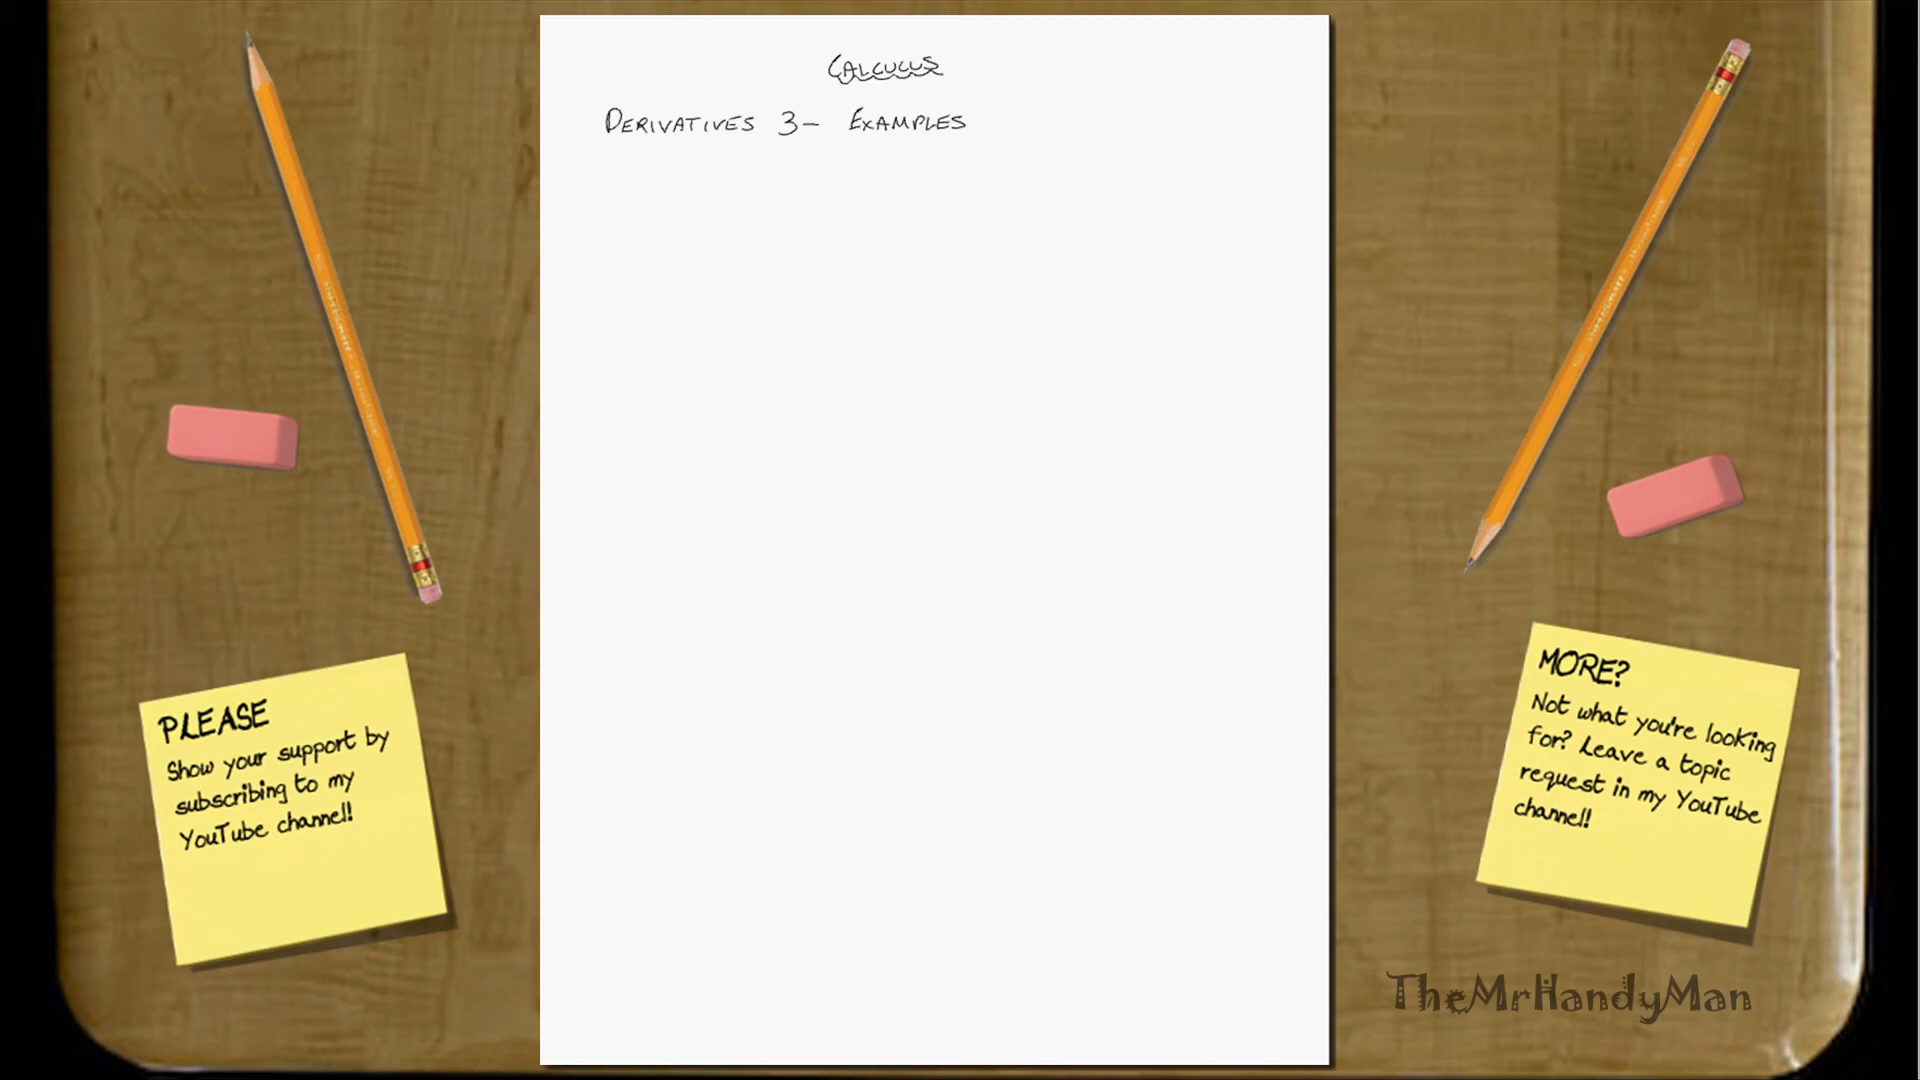 CALCULUS
DERIVATIVES 3- EXAMPLES
PLEASE
Show your support by
subscribing to my
YouTube channel!
MORE?
Not what you're looking
for? Leave a topic
request in my YouTube
channel!
TheMrHandyMan